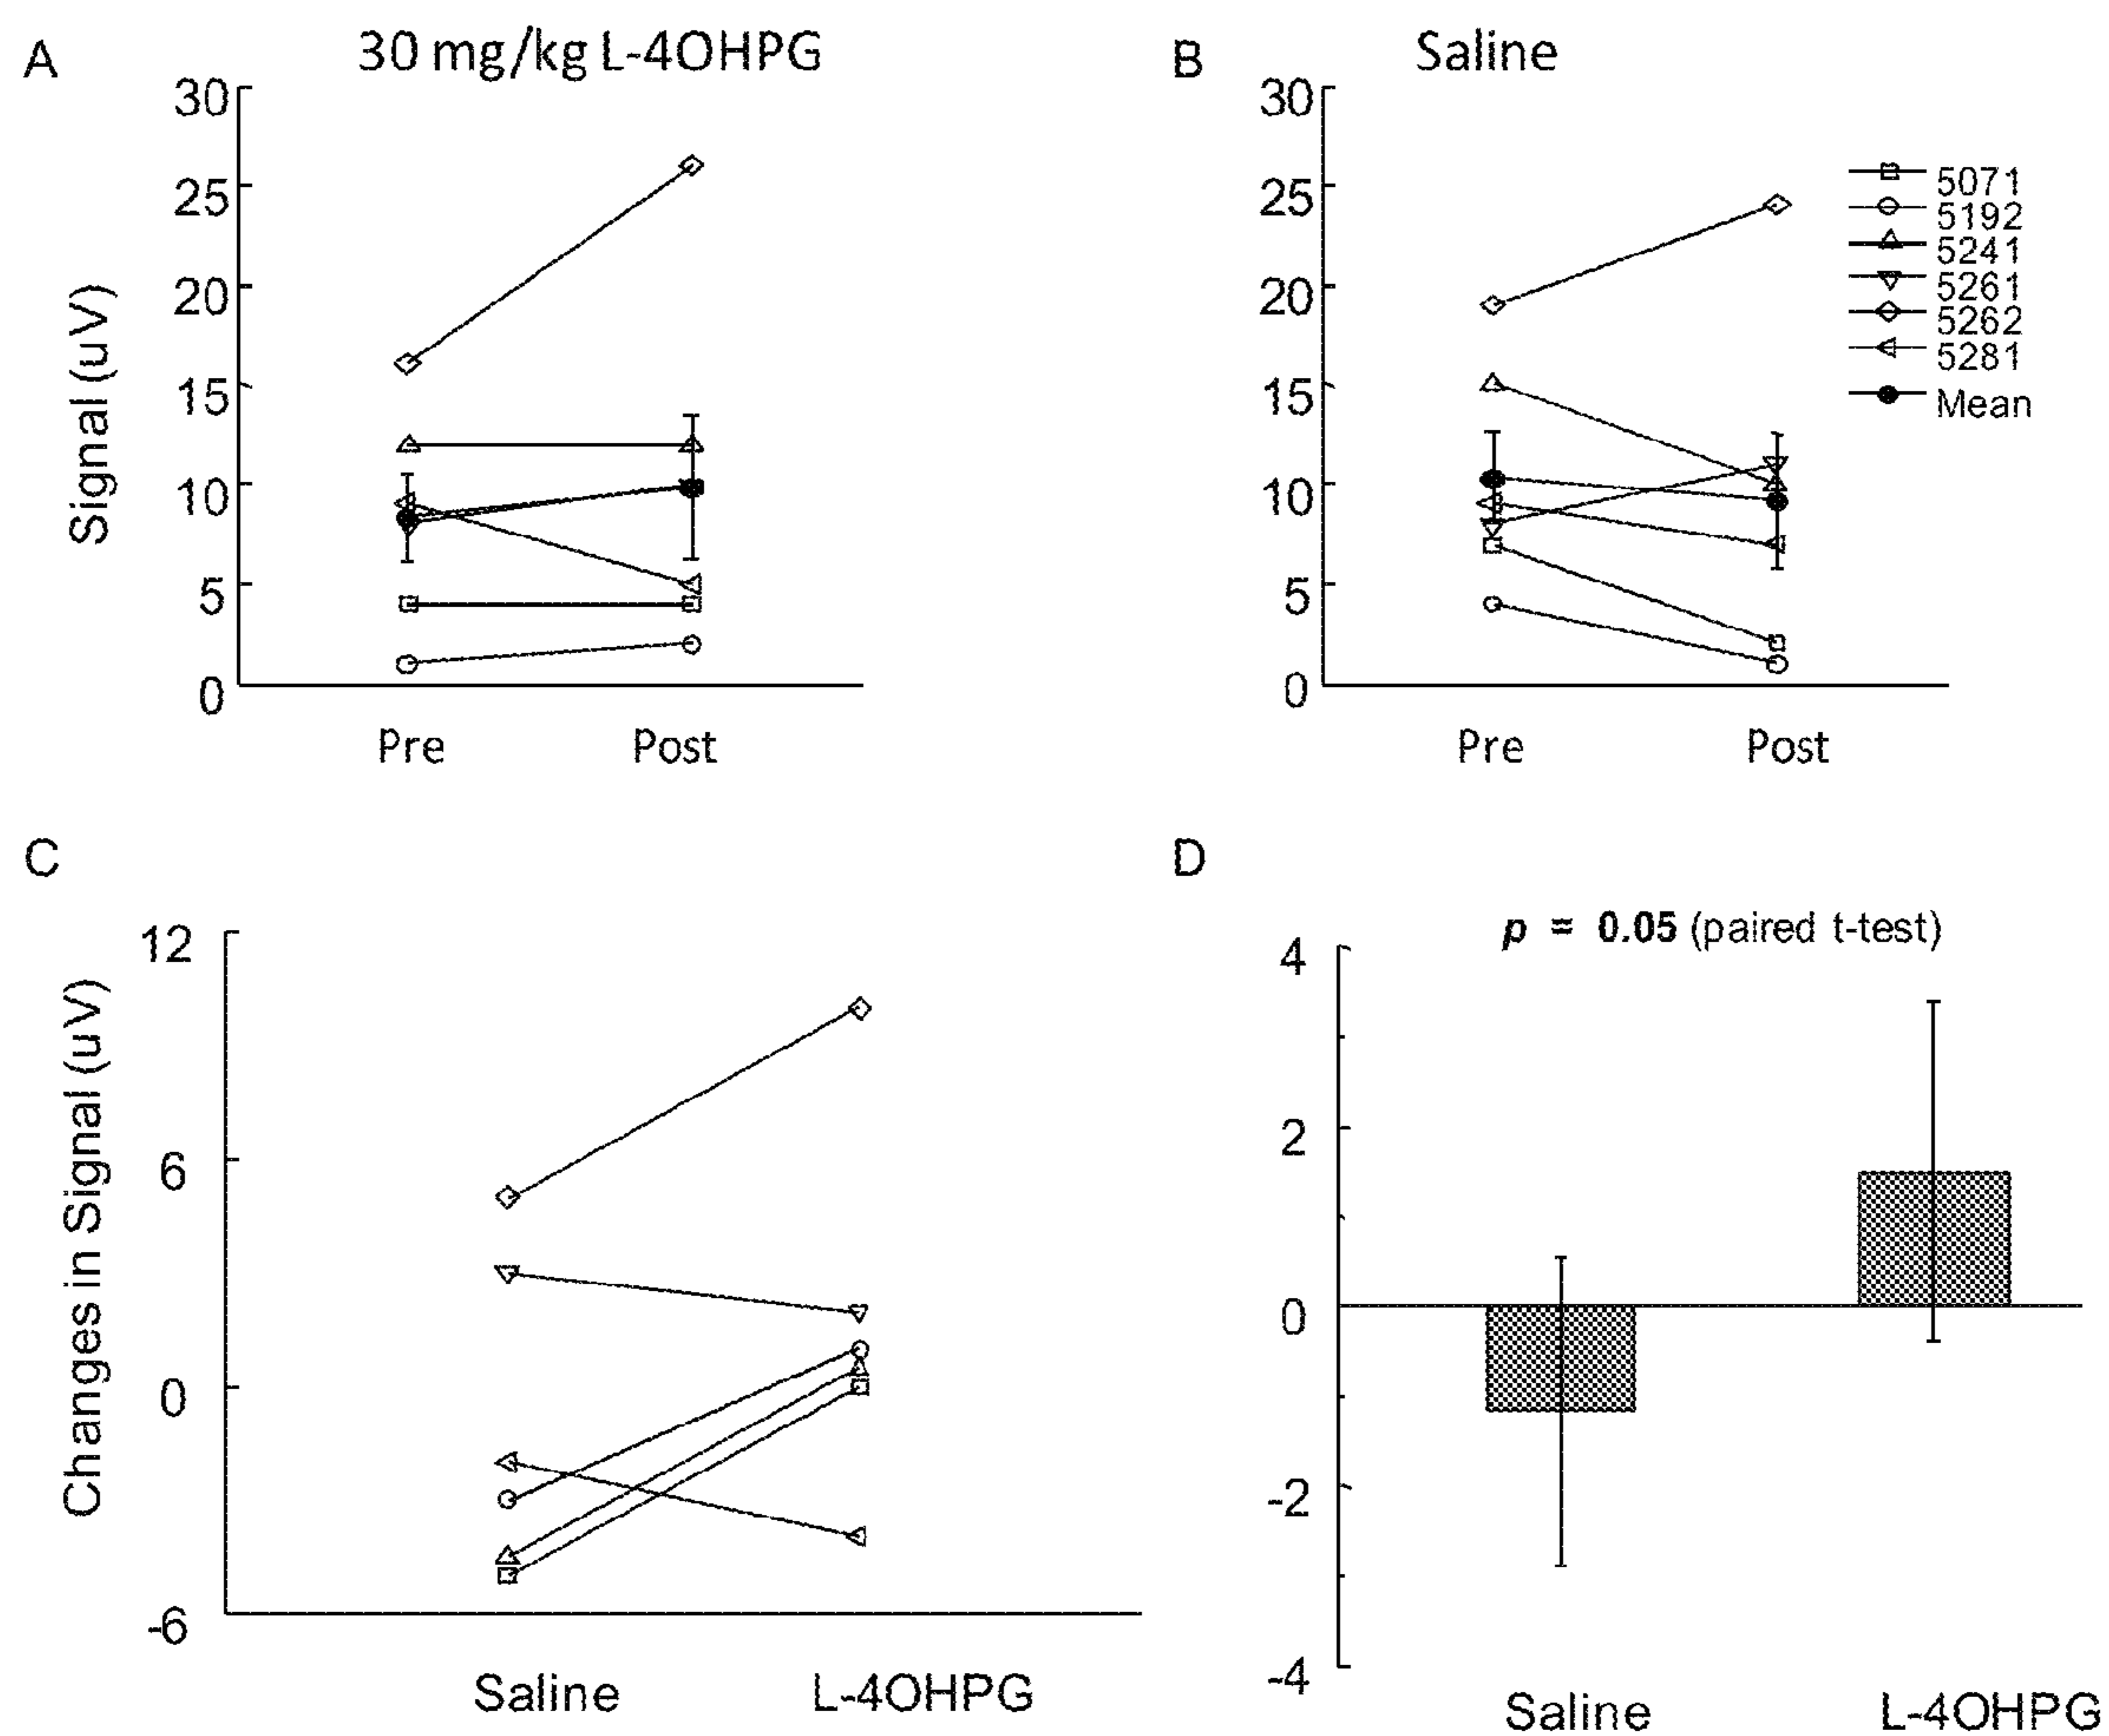 A
30 mg/kg L-4OHPG
30
25
20
15
10
5
0
Signal (uV)
Pre
Post
B
Saline
30
25
20
15
10
5
0
Pre
Post
5071
5192
5241
5261
5262
5281
Mean
C
12
6
0
-6
Changes in Signal (uV)
Saline
L-4OHPG
D
p = 0.05 (paired t-test)
4
2
0
-2
-4
Saline
L-4OHPG